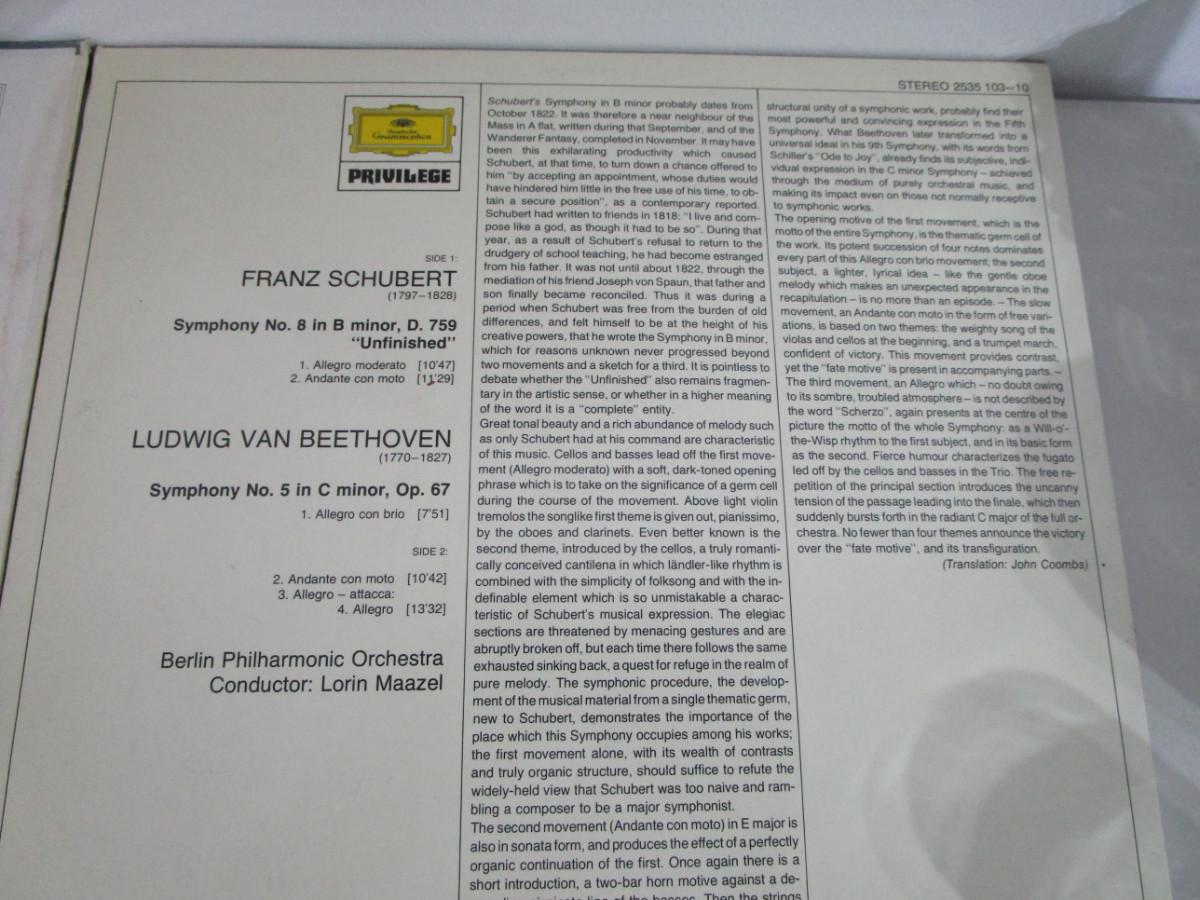 STEREO 2535 103–10
Deutsche
Grammophon
PRIVILEGE
SIDE 1:
FRANZ SCHUBERT
(1797–1828)
Symphony No. 8 in B minor, D. 759
"Unfinished"
1. Allegro moderato [10'47]
2. Andante con moto [11'29]
LUDWIG VAN BEETHOVEN
(1770–1827)
Symphony No. 5 in C minor, Op. 67
1. Allegro con brio [7'51]
SIDE 2:
2. Andante con moto [10'42]
3. Allegro – attacca:
4. Allegro [13'32]
Berlin Philharmonic Orchestra
Conductor: Lorin Maazel
Schubert's Symphony in B minor probably dates from
October 1822. It was therefore a near neighbour of the
Mass in A flat, written during that September, and of the
Wanderer Fantasy, completed in November. It may have
been this exhilarating productivity which caused
Schubert, at that time, to turn down a chance offered to
him "by accepting an appointment, whose duties would
have hindered him little in the free use of his time, to ob-
tain a secure position", as a contemporary reported.
Schubert had written to friends in 1818: "I live and com-
pose like a god, as though it had to be so". During that
year, as a result of Schubert's refusal to return to the
drudgery of school teaching, he had become estranged
from his father. It was not until about 1822, through the
mediation of his friend Joseph von Spaun, that father and
son finally became reconciled. Thus it was during a
period when Schubert was free from the burden of old
differences, and felt himself to be at the height of his
creative powers, that he wrote the Symphony in B minor,
which for reasons unknown never progressed beyond
two movements and a sketch for a third. It is pointless to
debate whether the "Unfinished" also remains fragmen-
tary in the artistic sense, or whether in a higher meaning
of the word it is a "complete" entity.
Great tonal beauty and a rich abundance of melody such
as only Schubert had at his command are characteristic
of this music. Cellos and basses lead off the first move-
ment (Allegro moderato) with a soft, dark-toned opening
phrase which is to take on the significance of a germ cell
during the course of the movement. Above light violin
tremolos the songlike first theme is given out, pianissimo,
by the oboes and clarinets. Even better known is the
second theme, introduced by the cellos, a truly romanti-
cally conceived cantilena in which ländler-like rhythm is
combined with the simplicity of folksong and with the in-
definable element which is so unmistakable a charac-
teristic of Schubert's musical expression. The elegiac
sections are threatened by menacing gestures and are
abruptly broken off, but each time there follows the same
exhausted sinking back, a quest for refuge in the realm of
pure melody. The symphonic procedure, the develop-
ment of the musical material from a single thematic germ,
new to Schubert, demonstrates the importance of the
place which this Symphony occupies among his works;
the first movement alone, with its wealth of contrasts
and truly organic structure, should suffice to refute the
widely-held view that Schubert was too naive and ram-
bling a composer to be a major symphonist.
The second movement (Andante con moto) in E major is
also in sonata form, and produces the effect of a perfectly
organic continuation of the first. Once again there is a
short introduction, a two-bar horn motive against a de-
basses. Then the strings
structural unity of a symphonic work, probably find their
most powerful and convincing expression in the Fifth
Symphony. What Beethoven later transformed into a
universal ideal in his 9th Symphony, with its words from
Schiller's "Ode to Joy", already finds its subjective, indi-
vidual expression in the C minor Symphony – achieved
through the medium of purely orchestral music, and
making its impact even on those not normally receptive
to symphonic works.
The opening motive of the first movement, which is the
motto of the entire Symphony, is the thematic germ cell of
the work. Its potent succession of four notes dominates
every part of this Allegro con brio movement; the second
subject, a lighter, lyrical idea – like the gentle oboe
melody which makes an unexpected appearance in the
recapitulation – is no more than an episode. – The slow
movement, an Andante con moto in the form of free vari-
ations, is based on two themes: the weighty song of the
violas and cellos at the beginning, and a trumpet march,
confident of victory. This movement provides contrast,
yet the "fate motive" is present in accompanying parts. –
The third movement, an Allegro which – no doubt owing
to its sombre, troubled atmosphere – is not described by
the word "Scherzo", again presents at the centre of the
picture the motto of the whole Symphony: as a Will-o'-
the-Wisp rhythm to the first subject, and in its basic form
as the second. Fierce humour characterizes the fugato
led off by the cellos and basses in the Trio. The free re-
petition of the principal section introduces the uncanny
tension of the passage leading into the finale, which then
suddenly bursts forth in the radiant C major of the full or-
chestra. No fewer than four themes announce the victory
over the "fate motive", and its transfiguration.
(Translation: John Coombs)